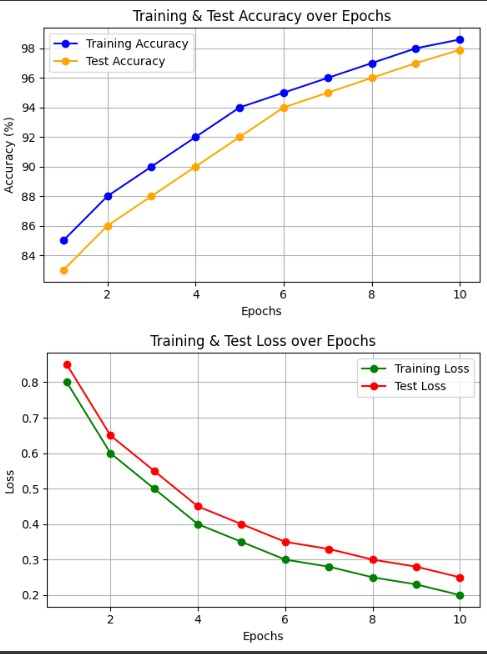 Training & Test Accuracy over Epochs
Training Accuracy
Test Accuracy
Accuracy (%)
98
96
94
92
90
88
86
84
2 4 6 8 10
Epochs
Training & Test Loss over Epochs
Training Loss
Test Loss
Loss
0.8
0.7
0.6
0.5
0.4
0.3
0.2
2 4 6 8 10
Epochs